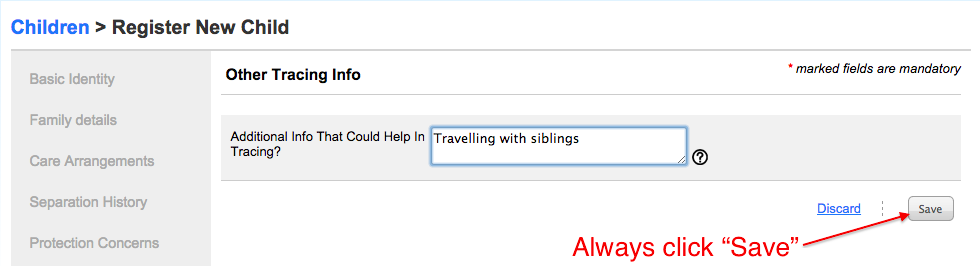 Children > Register New Child
Basic Identity
Family details
Care Arrangements
Separation History
Protection Concerns
Other Tracing Info
* marked fields are mandatory
Additional Info That Could Help In
Tracing?
Travelling with siblings
?
Discard
Save
Always click “Save”